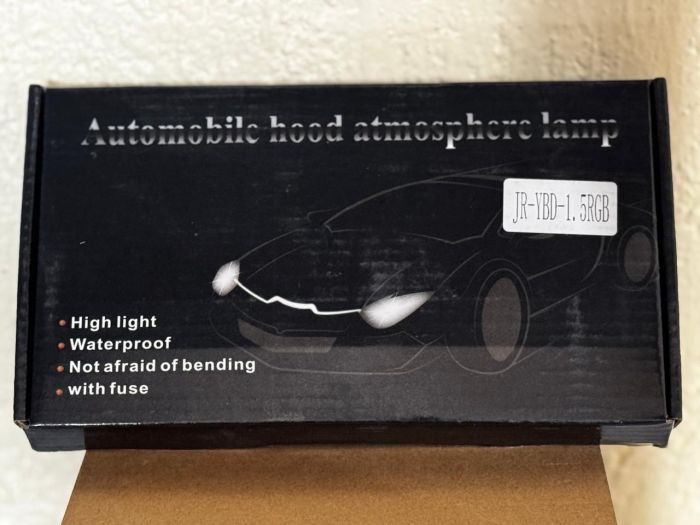 Automobile hood atmosphere lamp
JR-YBD-1.5RGB
High light
Waterproof
Not afraid of bending
with fuse